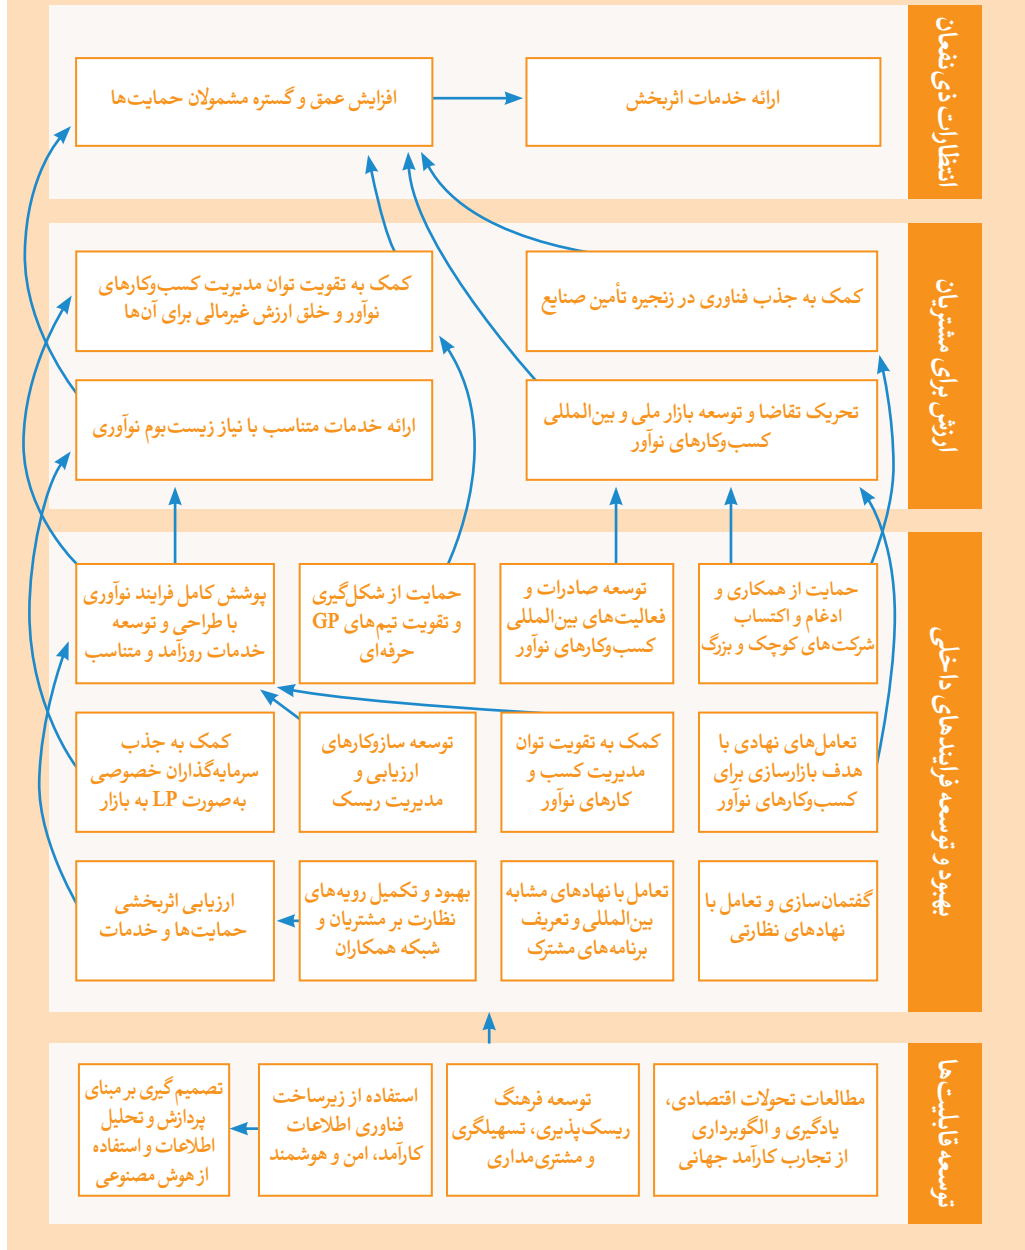 انتظارات ذی‌نفعان
ارائه خدمات اثربخش
افزایش عمق و گستره مشمولان حمایت‌ها
ارزش برای مشتریان
کمک به جذب فناوری در زنجیره تأمین صنایع
کمک به تقویت توان مدیریت کسب‌وکارهای
نوآور و خلق ارزش غیرمالی برای آن‌ها
تحریک تقاضا و توسعه بازار ملی و بین‌المللی
کسب‌وکارهای نوآور
ارائه خدمات متناسب با نیاز زیست‌بوم نوآوری
بهبود و توسعه فرایندهای داخلی
حمایت از همکاری و
ادغام و اکتساب
شرکت‌های کوچک و بزرگ
توسعه صادرات و
فعالیت‌های بین‌المللی
کسب‌وکارهای نوآور
حمایت از شکل‌گیری
و تقویت تیم‌های GP
حرفه‌ای
پوشش کامل فرایند نوآوری
با طراحی و توسعه
خدمات روزآمد و متناسب
تعامل‌های نهادی با
هدف بازارسازی برای
کسب‌وکارهای نوآور
کمک به تقویت توان
مدیریت کسب و
کارهای نوآور
توسعه سازوکارهای
ارزیابی و
مدیریت ریسک
کمک به جذب
سرمایه‌گذاران خصوصی
به‌صورت LP به بازار
گفتمان‌سازی و تعامل با
نهادهای نظارتی
تعامل با نهادهای مشابه
بین‌المللی و تعریف
برنامه‌های مشترک
بهبود و تکمیل رویه‌های
نظارت بر مشتریان و
شبکه همکاران
ارزیابی اثربخشی
حمایت‌ها و خدمات
توسعه قابلیت‌ها
مطالعات تحولات اقتصادی،
یادگیری و الگوبرداری
از تجارب کارآمد جهانی
توسعه فرهنگ
ریسک‌پذیری، تسهیلگری
و مشتری‌مداری
استفاده از زیرساخت
فناوری اطلاعات
کارآمد، امن و هوشمند
تصمیم گیری بر مبنای
پردازش و تحلیل
اطلاعات و استفاده
از هوش مصنوعی